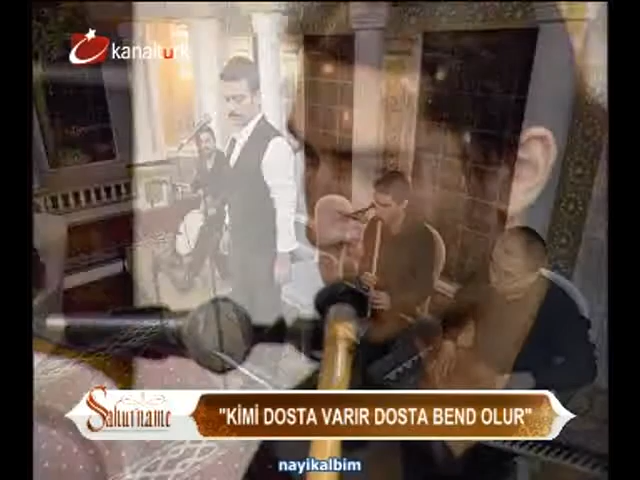 kanaltürk
Sahurname
"KİMİ DOSTA VARIR DOSTA BEND OLUR"
nayikalbim